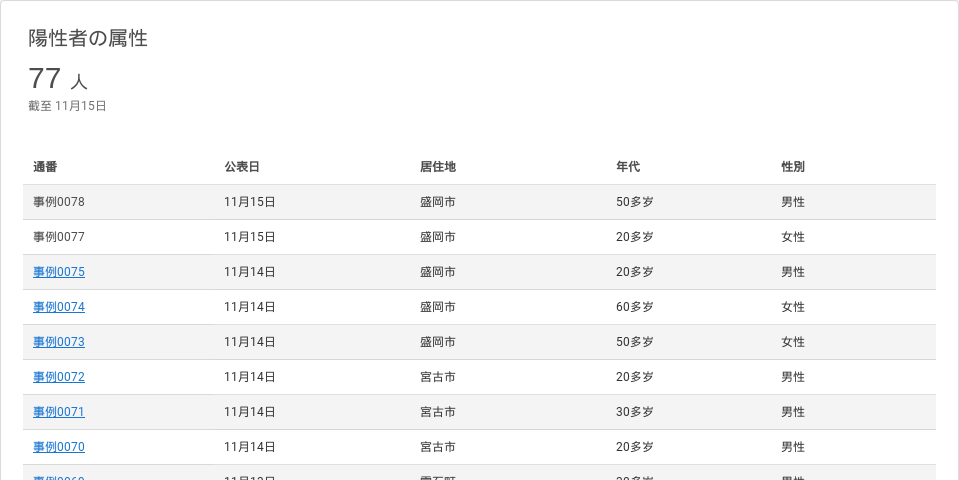 陽性者の属性
77 人
截至 11月15日
通番 公表日 居住地 年代 性別
事例0078 11月15日 盛岡市 50多岁 男性
事例0077 11月15日 盛岡市 20多岁 女性
事例0075 11月14日 盛岡市 20多岁 男性
事例0074 11月14日 盛岡市 60多岁 女性
事例0073 11月14日 盛岡市 50多岁 女性
事例0072 11月14日 宮古市 20多岁 男性
事例0071 11月14日 宮古市 30多岁 男性
事例0070 11月14日 宮古市 20多岁 男性